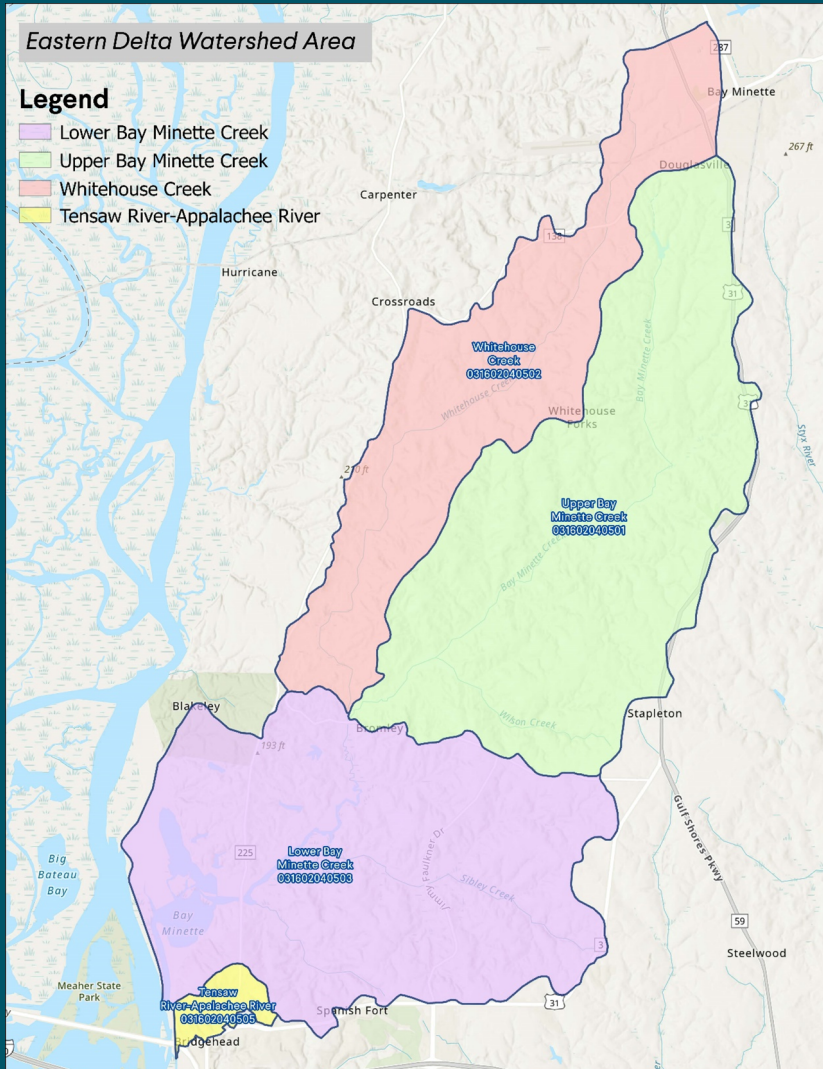 Eastern Delta Watershed Area
Legend
Lower Bay Minette Creek
Upper Bay Minette Creek
Whitehouse Creek
Tensaw River-Appalachee River
287
Bay Minette
267 ft
Douglasville
Carpenter
138
31
Hurricane
Crossroads
Whitehouse
Creek
031602040502
Bay Minette Creek
Whitehouse Creek
Whitehouse
Forks
Styx River
210 ft
Upper Bay
Minette Creek
031602040501
Bay Minette Creek
Blakeley
Wilson Creek
Stapleton
Bromley
193 ft
Gulf Shores Pkwy
Jimmy Faulkner Dr
225
Lower Bay
Minette Creek
031602040503
Big
Bateau
Bay
Sibley Creek
Bay
Minette
59
Steelwood
Meaher State
Park
Tensaw
River-Apalachee River
031602040505
31
Spanish Fort
Bridgehead